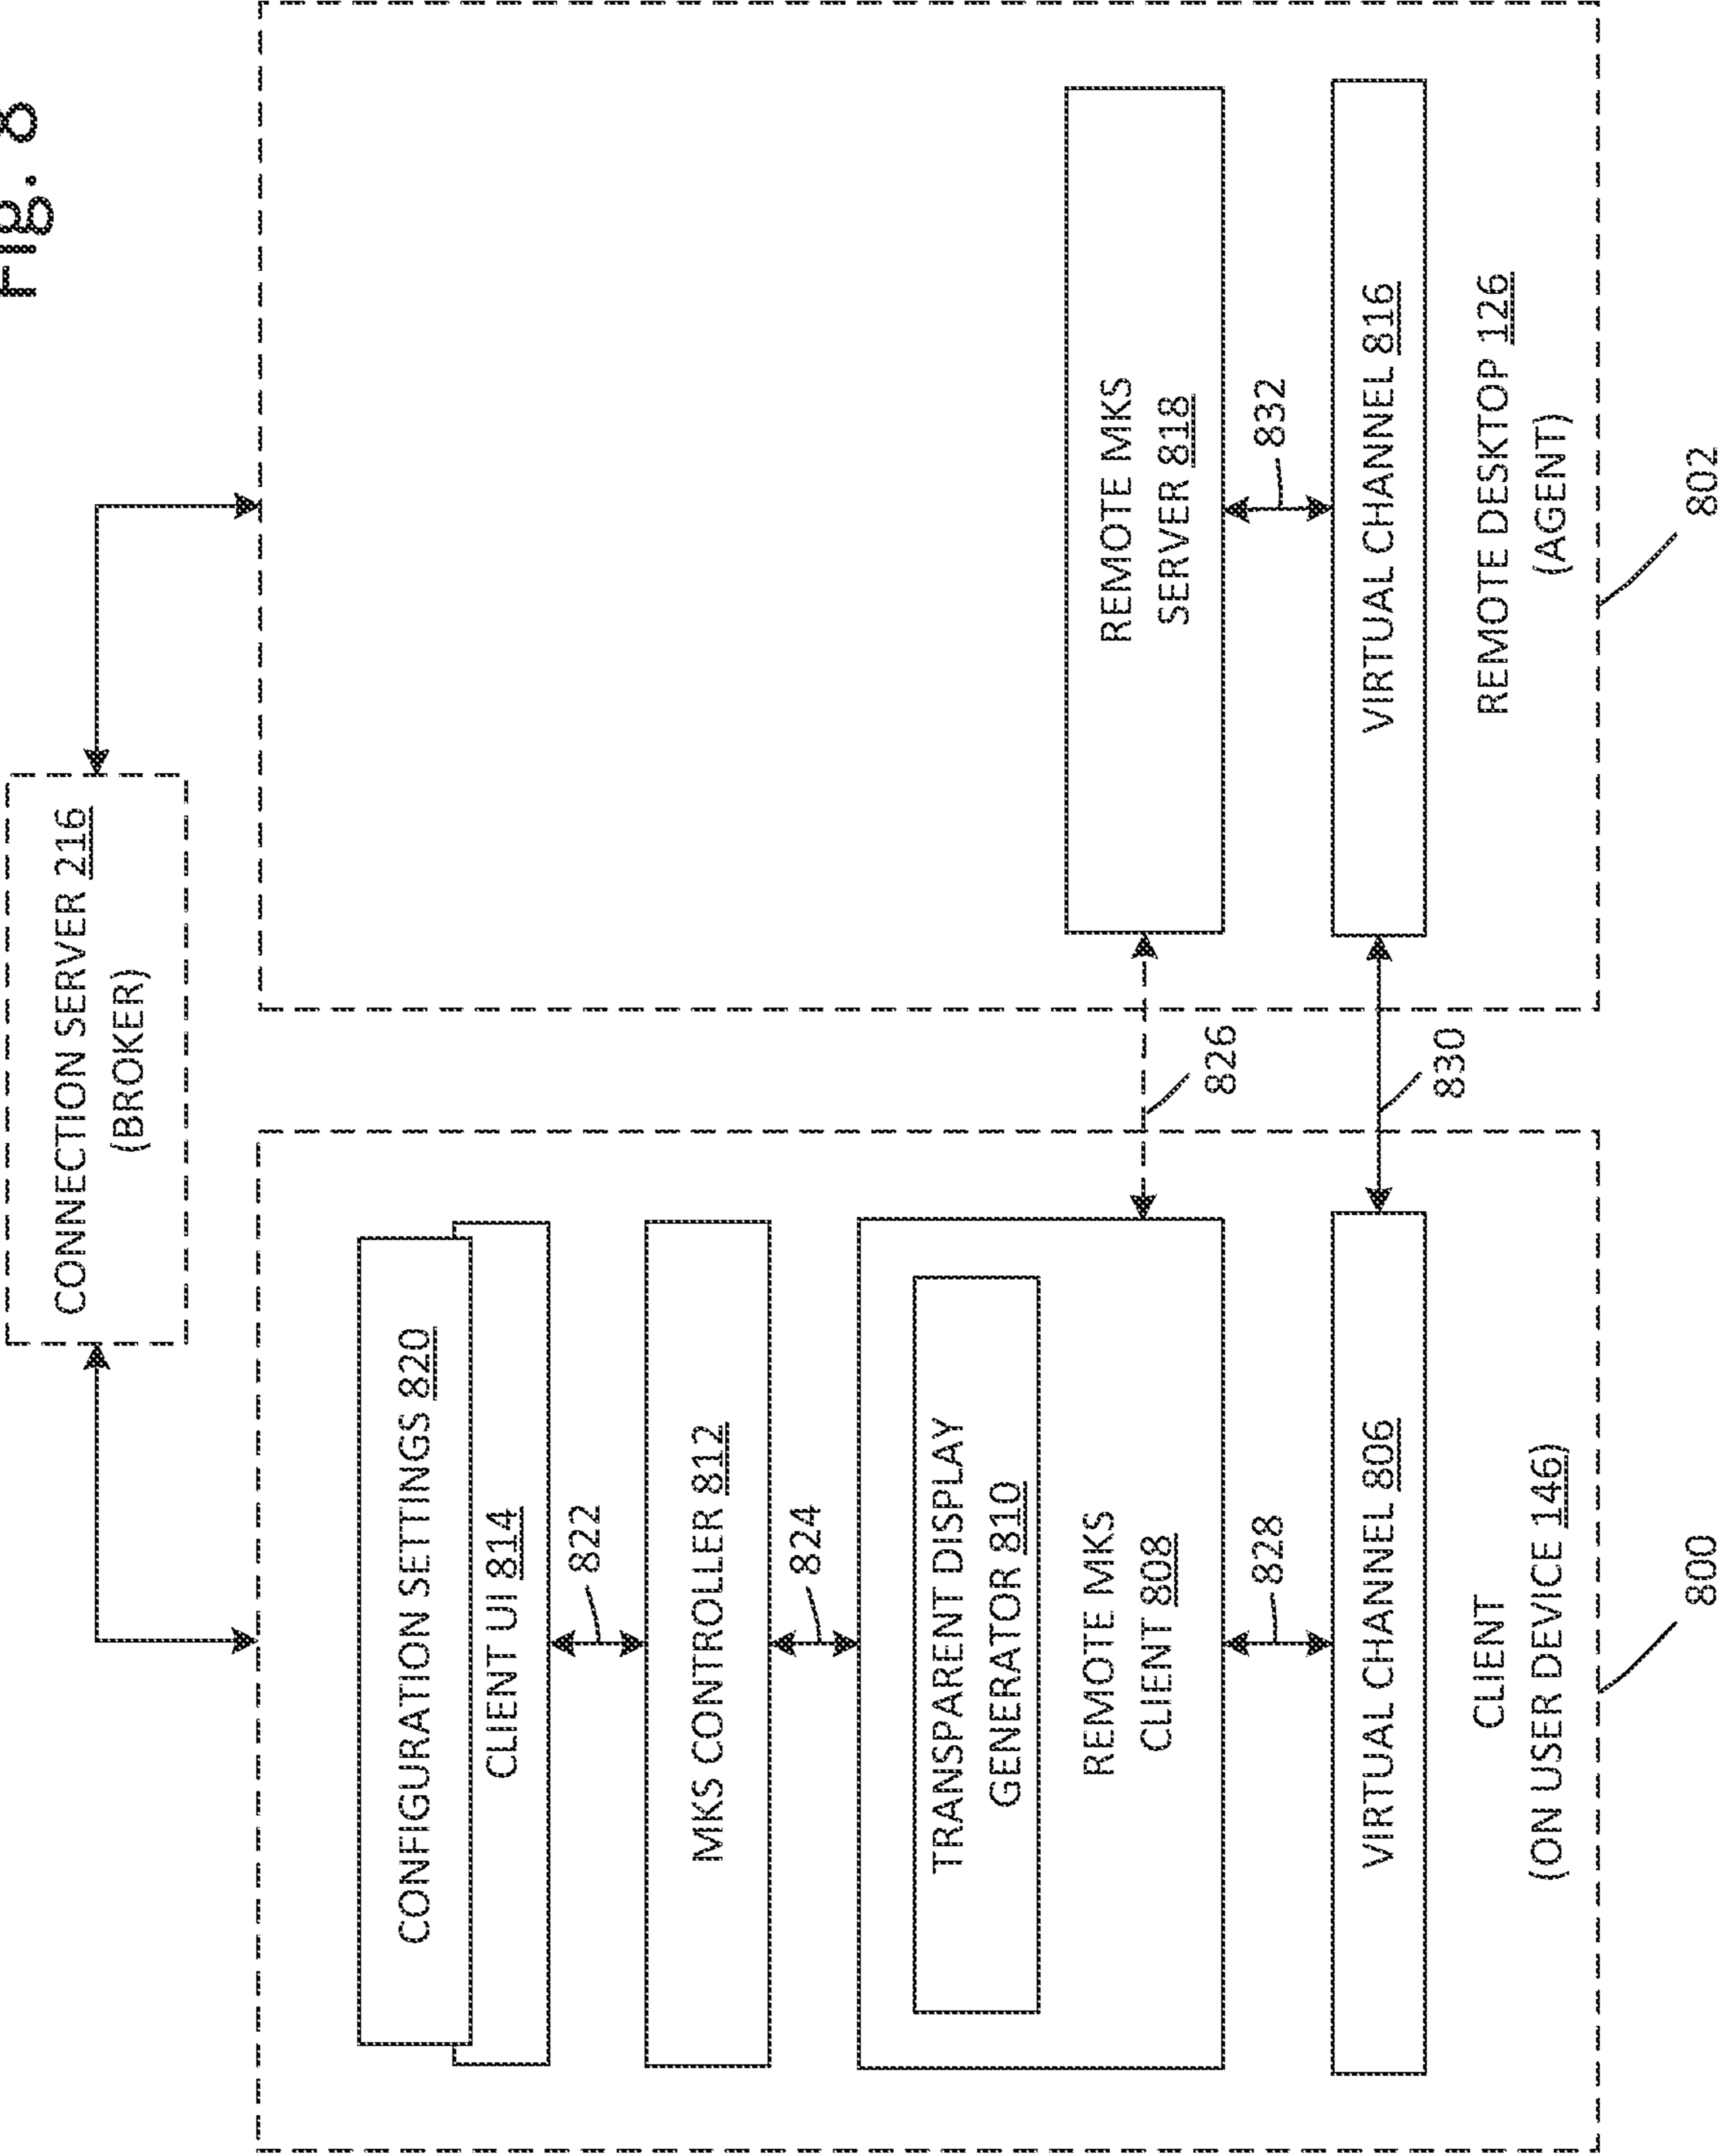 Fig. 8
CONNECTION SERVER 216
(BROKER)
CONFIGURATION SETTINGS 820
CLIENT UI 814
822
MKS CONTROLLER 812
824
TRANSPARENT DISPLAY
GENERATOR 810
REMOTE MKS
CLIENT 808
828
VIRTUAL CHANNEL 806
CLIENT
(ON USER DEVICE 146)
800
826
830
REMOTE MKS
SERVER 818
832
VIRTUAL CHANNEL 816
REMOTE DESKTOP 126
(AGENT)
802